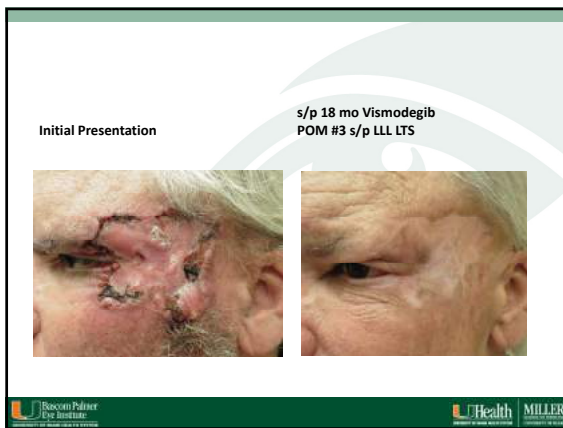 Initial Presentation
s/p 18 mo Vismodegib
POM #3 s/p LLL LTS
Bascom Palmer
Eye Institute
UHealth
MILLER